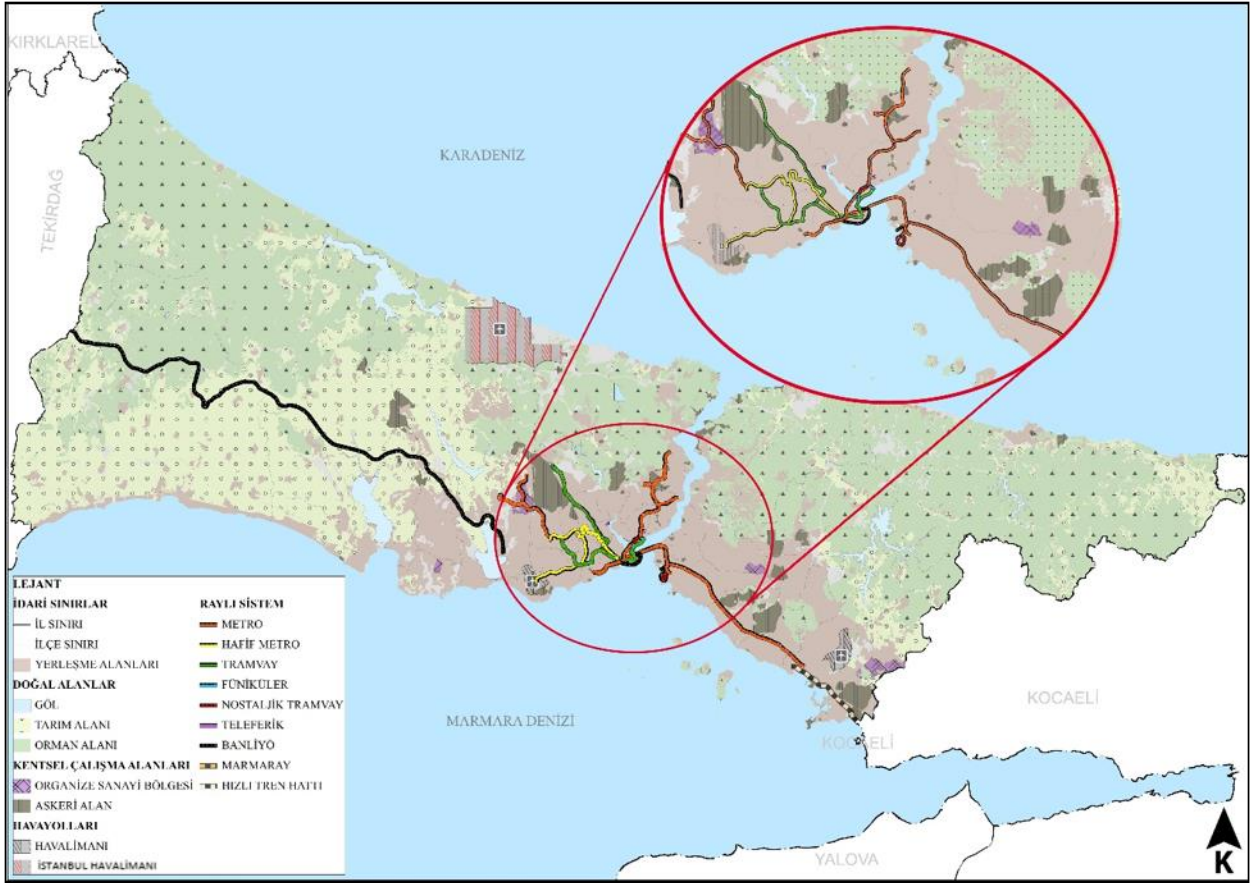 KIRKLARELİ
KARADENİZ
TEKİRDAĞ
MARMARA DENİZİ
KOCAELİ
KOCAELİ
YALOVA
K
LEJANT
İDARİ SINIRLAR
İL SINIRI
İLÇE SINIRI
YERLEŞME ALANLARI
DOĞAL ALANLAR
GÖL
TARIM ALANI
ORMAN ALANI
KENTSEL ÇALIŞMA ALANLARI
ORGANİZE SANAYİ BÖLGESİ
ASKERİ ALAN
HAVAYOLLARI
HAVALİMANI
İSTANBUL HAVALİMANI
RAYLI SİSTEM
METRO
HAFİF METRO
TRAMVAY
FÜNİKÜLER
NOSTALJİK TRAMVAY
TELEFERİK
BANLİYÖ
MARMARAY
HIZLI TREN HATTI